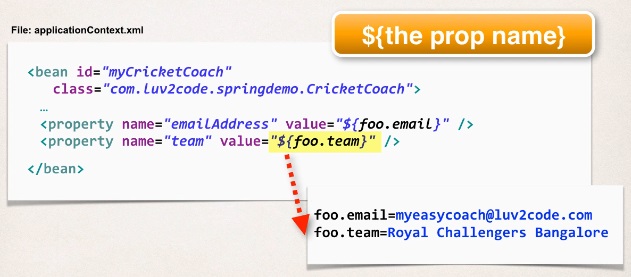 File: applicationContext.xml
${the prop name}
<bean id="myCricketCoach"
class="com.luv2code.springdemo.CricketCoach">
…
<property name="emailAddress" value="${foo.email}" />
<property name="team" value="${foo.team}" />
</bean>
foo.email=myeasycoach@luv2code.com
foo.team=Royal Challengers Bangalore